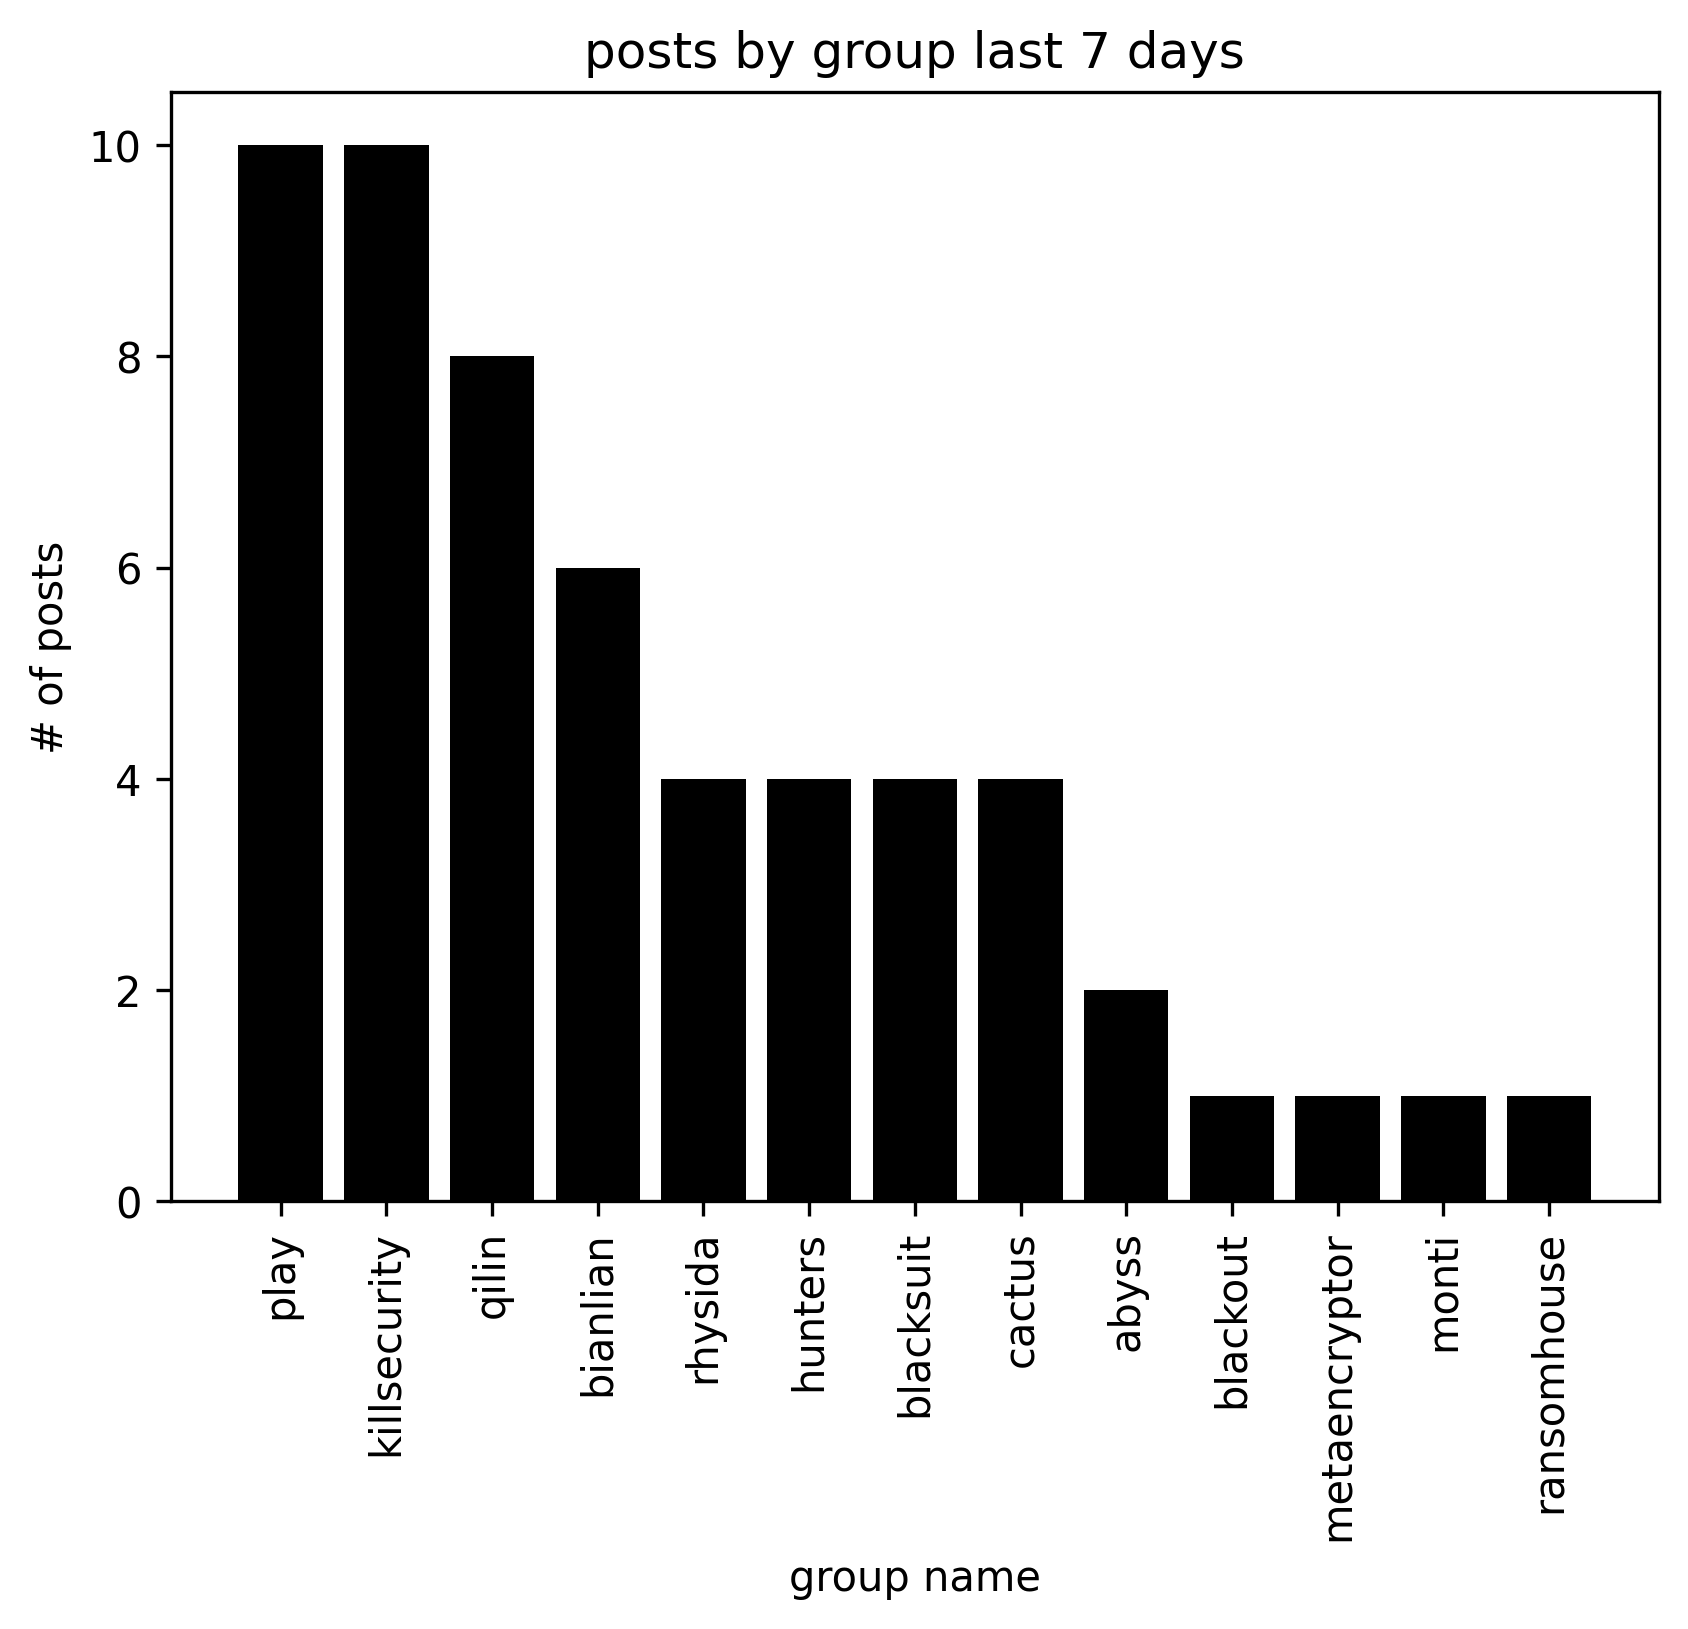 posts by group last 7 days
10
8
6
4
2
0
# of posts
play
killsecurity
qilin
bianlian
rhysida
hunters
blacksuit
cactus
abyss
blackout
metaencryptor
monti
ransomhouse
group name